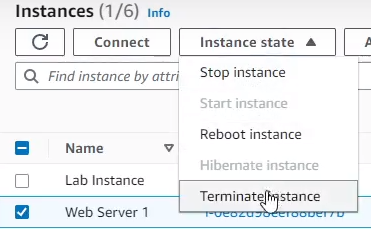 Instances (1/6) Info
Connect
Instance state
A
Find instance by attri
Stop instance
Start instance
Reboot instance
Hibernate instance
Terminate instance
Name
Lab Instance
Web Server 1